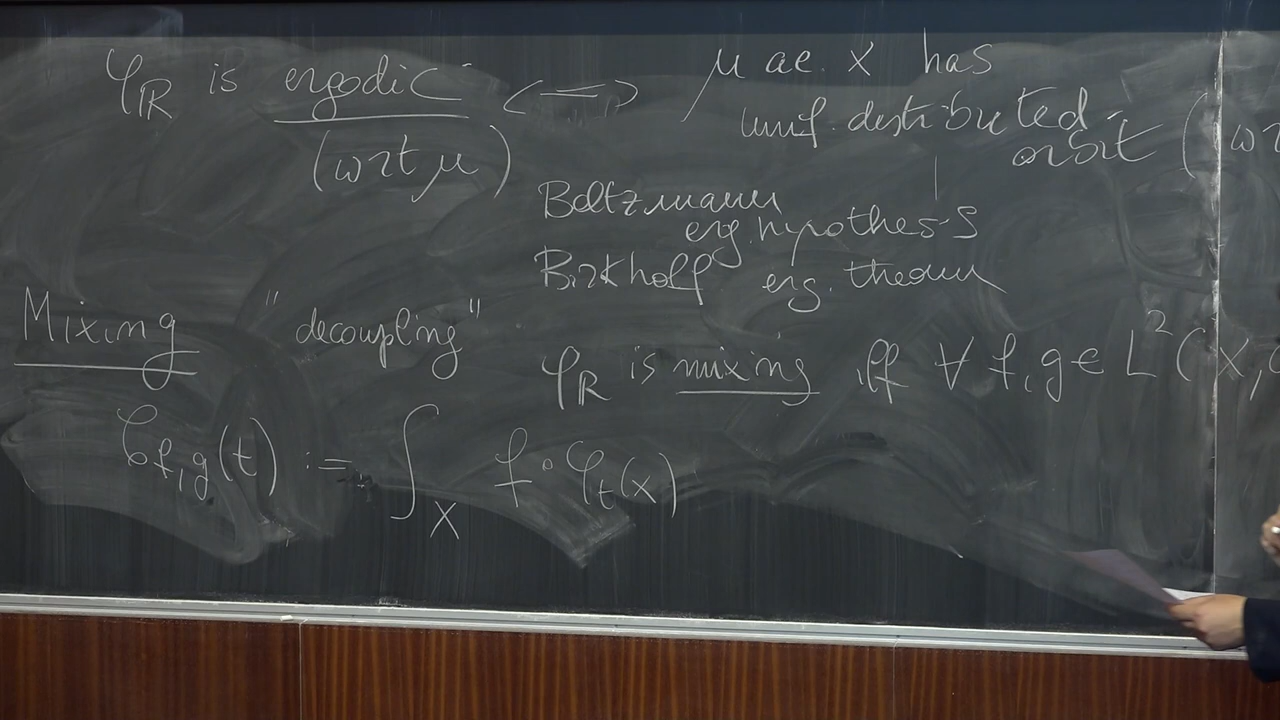 φ_ℝ is ergodic ⟺ μ ae. x has
(wrt μ) unif. distributed
orbit (wr
Boltzmann
erg. hypothesis
Birkhoff erg. theorem
Mixing "decoupling"
φ_ℝ is mixing iff ∀ f,g ∈ L²(X,
𝒞_{f,g}(t) := ∫_X f∘φ_t(x)